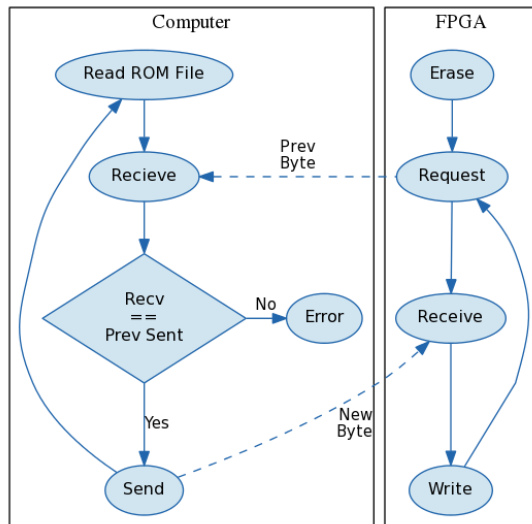 Computer
FPGA
Read ROM File
Erase
Prev
Byte
Recieve
Request
Recv
==
Prev Sent
No
Error
Receive
Yes
New
Byte
Send
Write